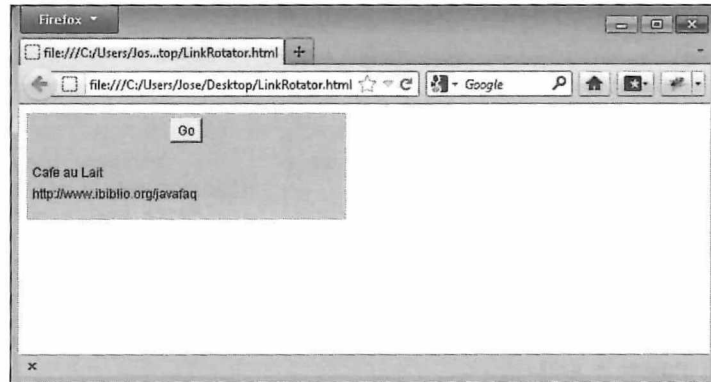 Firefox
file:///C:/Users/Jos...top/LinkRotator.html
file:///C:/Users/Jose/Desktop/LinkRotator.html
Google
Go
Cafe au Lait
http://www.ibiblio.org/javafaq